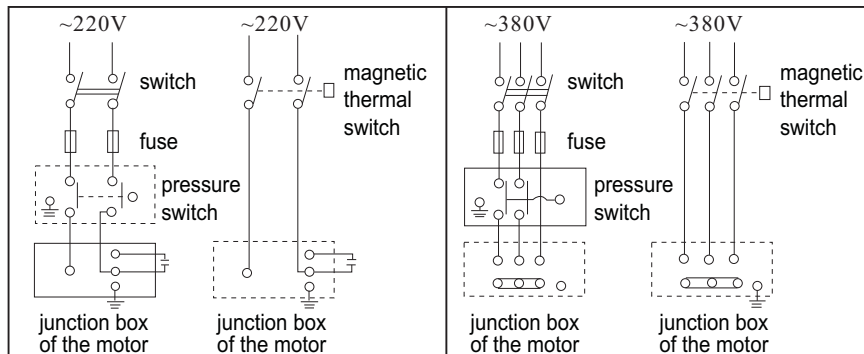 ~220V
~220V
switch
magnetic
thermal
switch
fuse
pressure
switch
junction box
of the motor
junction box
of the motor
~380V
~380V
switch
magnetic
thermal
switch
fuse
pressure
switch
junction box
of the motor
junction box
of the motor